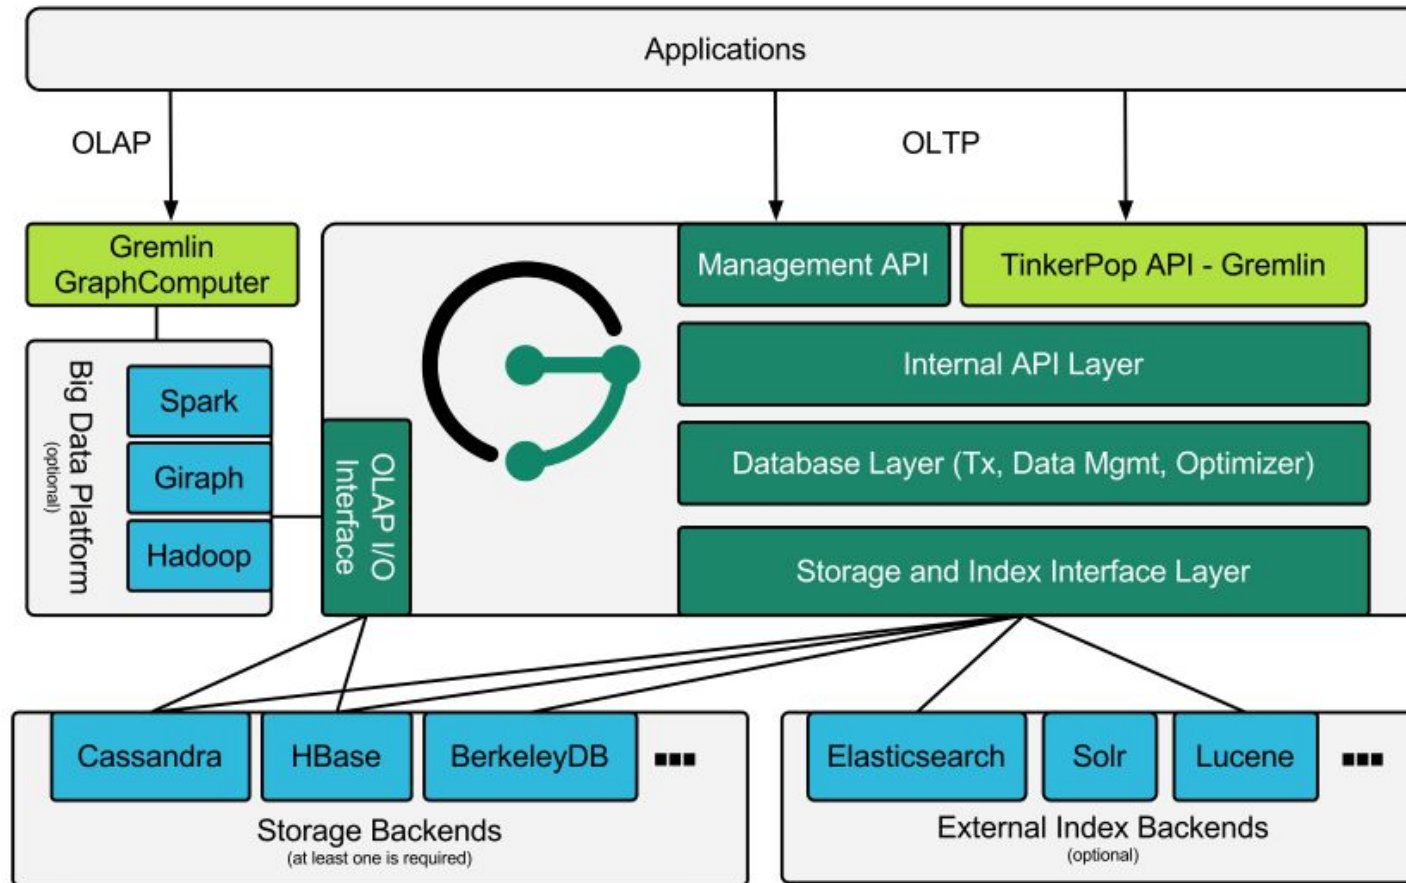 Applications
OLAP
OLTP
Gremlin
GraphComputer
Management API
TinkerPop API - Gremlin
Big Data Platform
(optional)
Spark
Giraph
Hadoop
OLAP I/O
Interface
Internal API Layer
Database Layer (Tx, Data Mgmt, Optimizer)
Storage and Index Interface Layer
Cassandra
HBase
BerkeleyDB
...
Storage Backends
(at least one is required)
Elasticsearch
Solr
Lucene
...
External Index Backends
(optional)